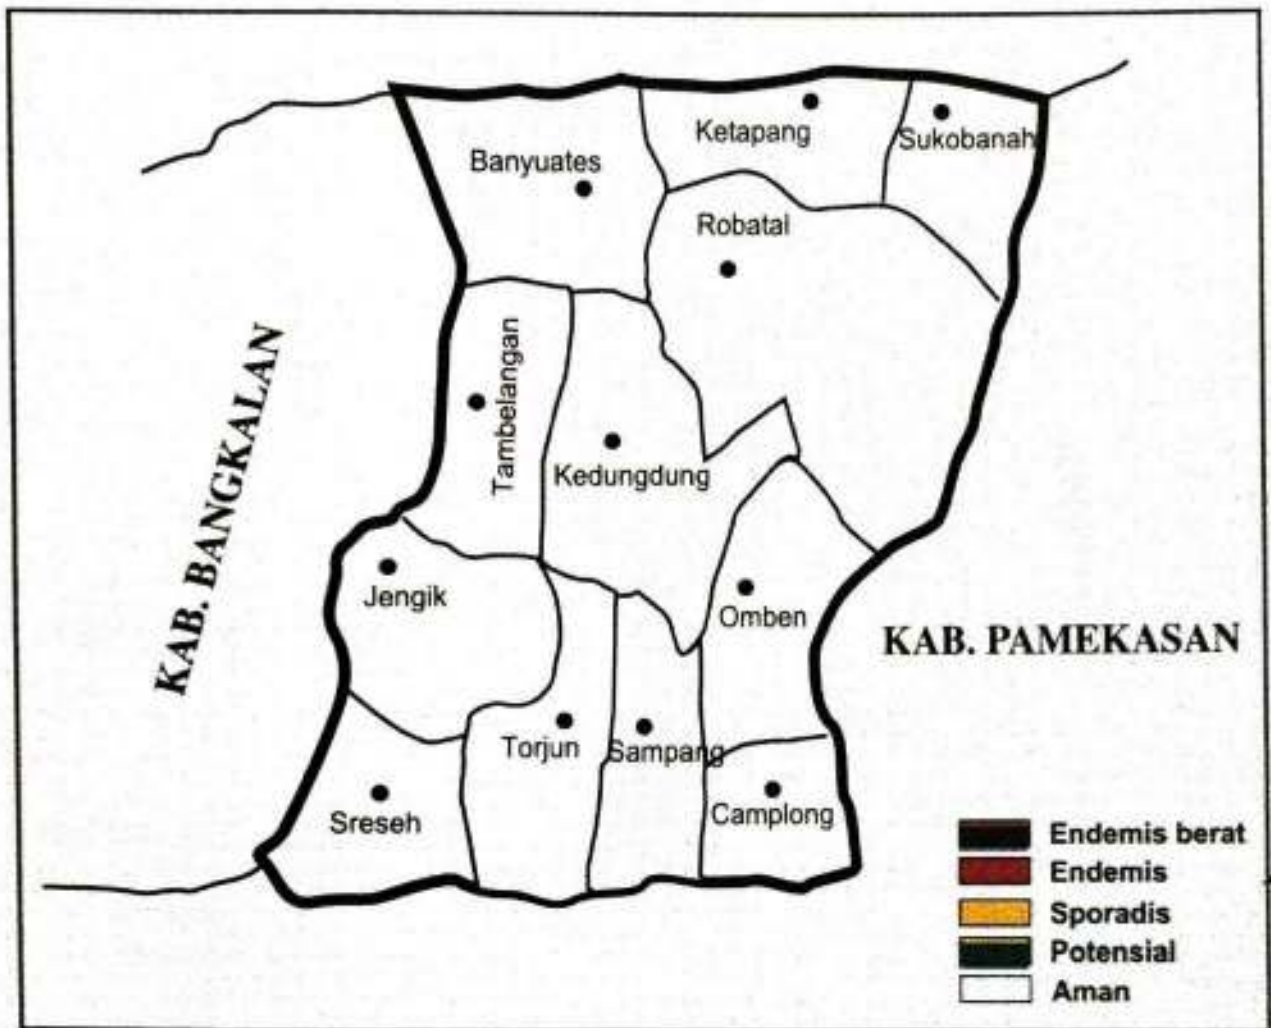 Ketapang
Sukobanah
Banyuates
Robatal
Tambelangan
Kedungdung
KAB. BANGKALAN
Jengik
Omben
KAB. PAMEKASAN
Torjun
Sampang
Sreseh
Camplong
Endemis berat
Endemis
Sporadis
Potensial
Aman